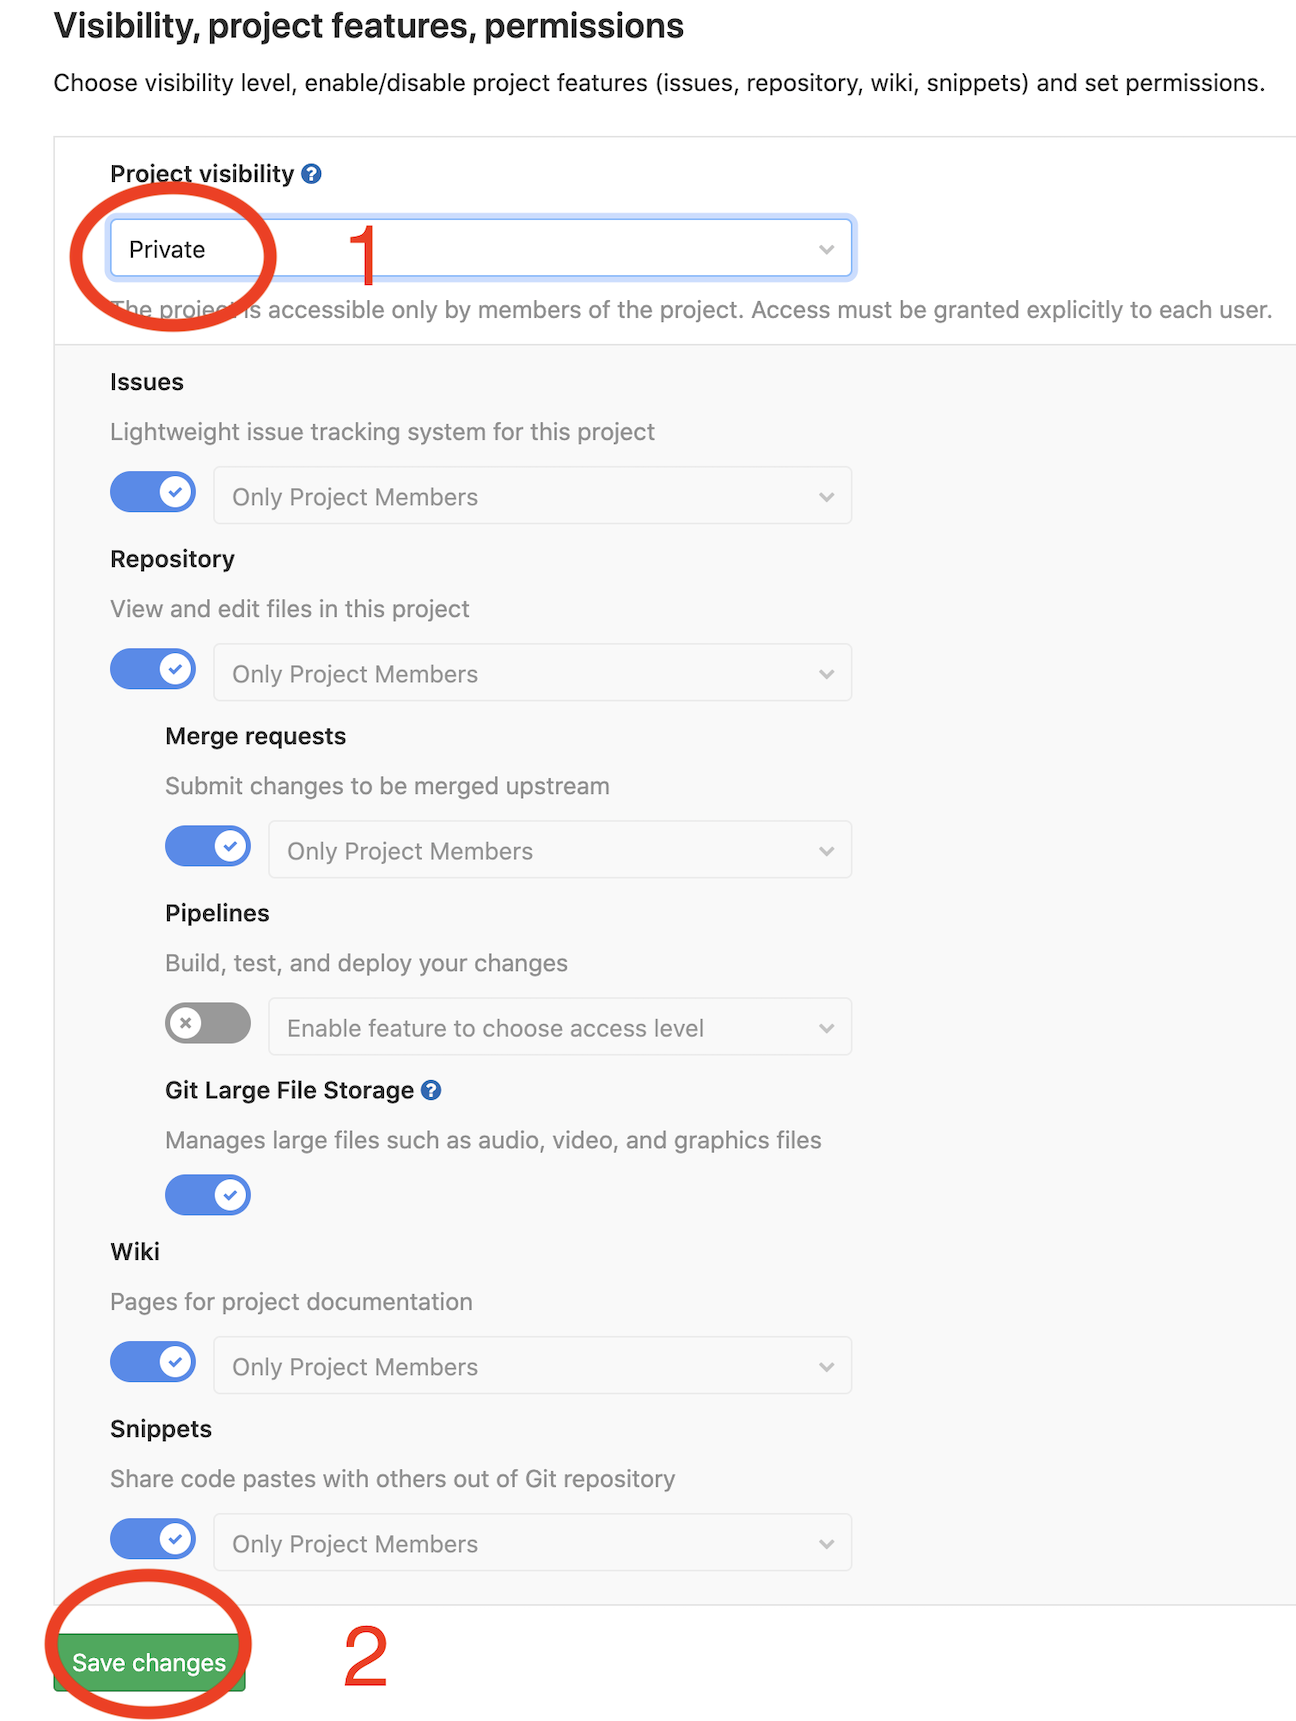 Visibility, project features, permissions
Choose visibility level, enable/disable project features (issues, repository, wiki, snippets) and set permissions.
Project visibility ?
Private
1
The project is accessible only by members of the project. Access must be granted explicitly to each user.
Issues
Lightweight issue tracking system for this project
Only Project Members
Repository
View and edit files in this project
Only Project Members
Merge requests
Submit changes to be merged upstream
Only Project Members
Pipelines
Build, test, and deploy your changes
Enable feature to choose access level
Git Large File Storage ?
Manages large files such as audio, video, and graphics files
Wiki
Pages for project documentation
Only Project Members
Snippets
Share code pastes with others out of Git repository
Only Project Members
Save changes
2